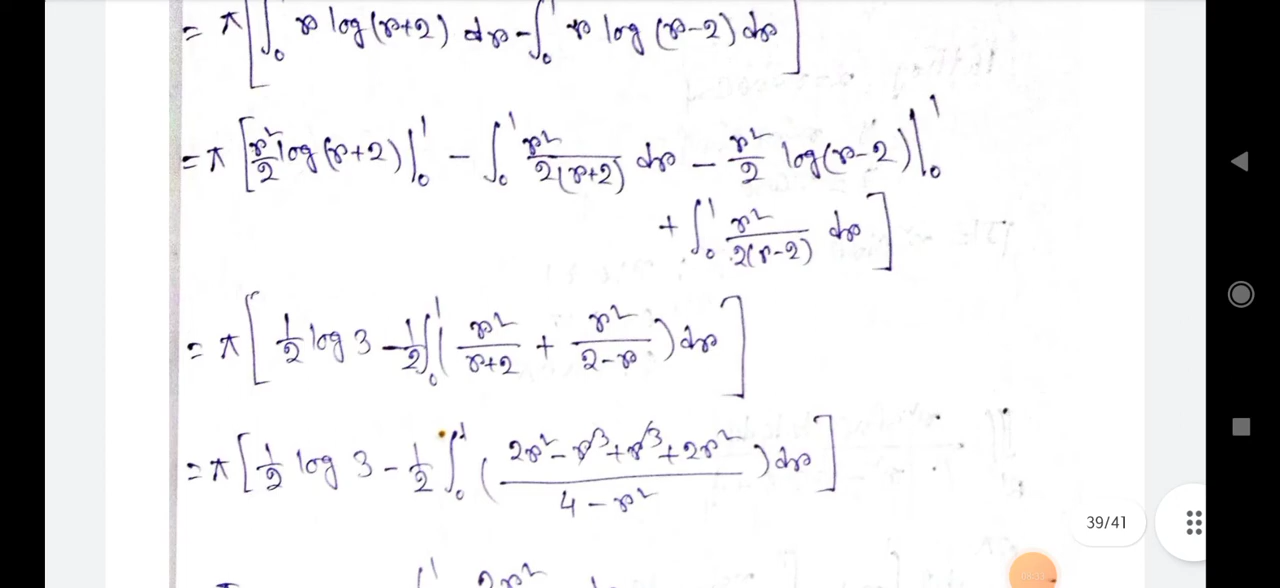 = π[∫₀¹ r log(r+2) dr - ∫₀¹ r log(r-2) dr]
= π[r²/2 log(r+2)|₀¹ - ∫₀¹ r²/2(r+2) dr - r²/2 log(r-2)|₀¹
+ ∫₀¹ r²/2(r-2) dr]
= π[1/2 log 3 - 1/2 ∫₀¹ (r²/r+2 + r²/2-r) dr]
= π[1/2 log 3 - 1/2 ∫₀¹ (2r² - r³ + r³ + 2r²/4 - r²) dr]
39/41
2r²